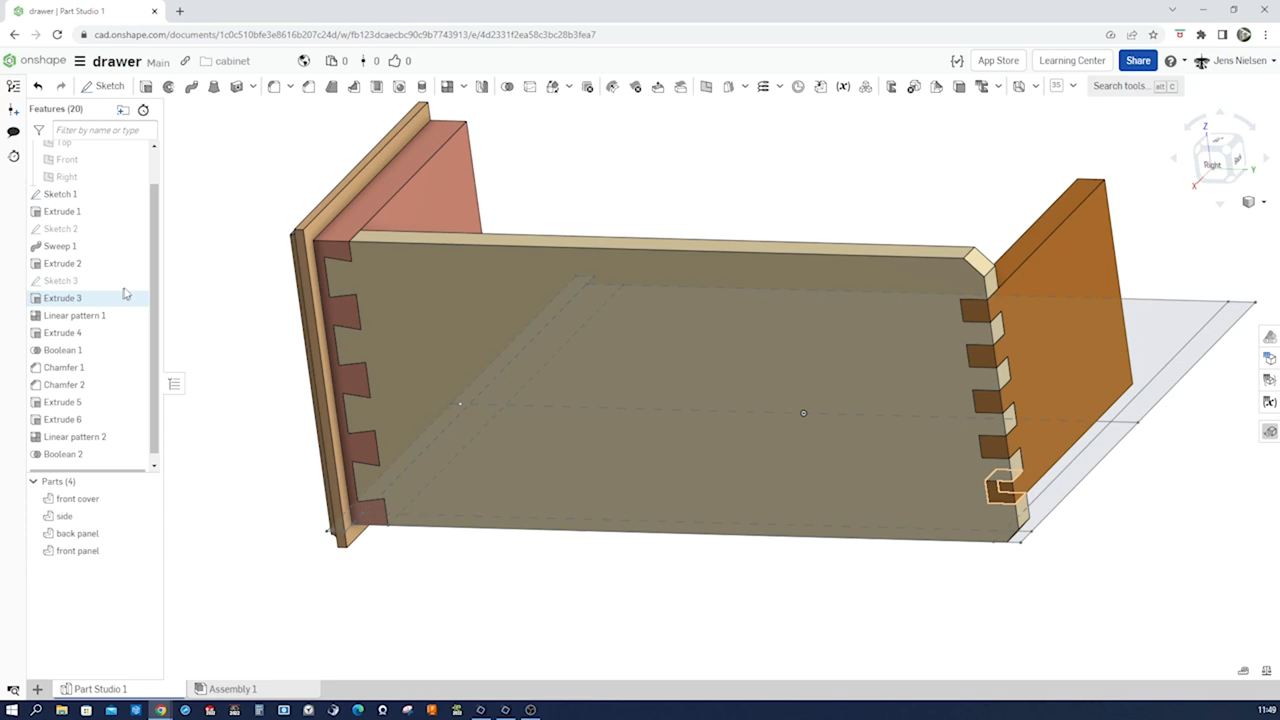 drawer | Part Studio 1
cad.onshape.com/documents/1c0c510bfe3e8616b207c24d/w/fb123dcaecbc90c9b7743913/e/4d2331f2ea58c3bc28b3fea7
onshape drawer Main cabinet 0 0 0 App Store Learning Center Share Jens Nielsen
Sketch Search tools... alt C
Features (20)
Filter by name or type
Top
Front
Right
Sketch 1
Extrude 1
Sketch 2
Sweep 1
Extrude 2
Sketch 3
Extrude 3
Linear pattern 1
Extrude 4
Boolean 1
Chamfer 1
Chamfer 2
Extrude 5
Extrude 6
Linear pattern 2
Boolean 2
Parts (4)
front cover
side
back panel
front panel
Z
Right
Y
X
Part Studio 1 Assembly 1
11:49